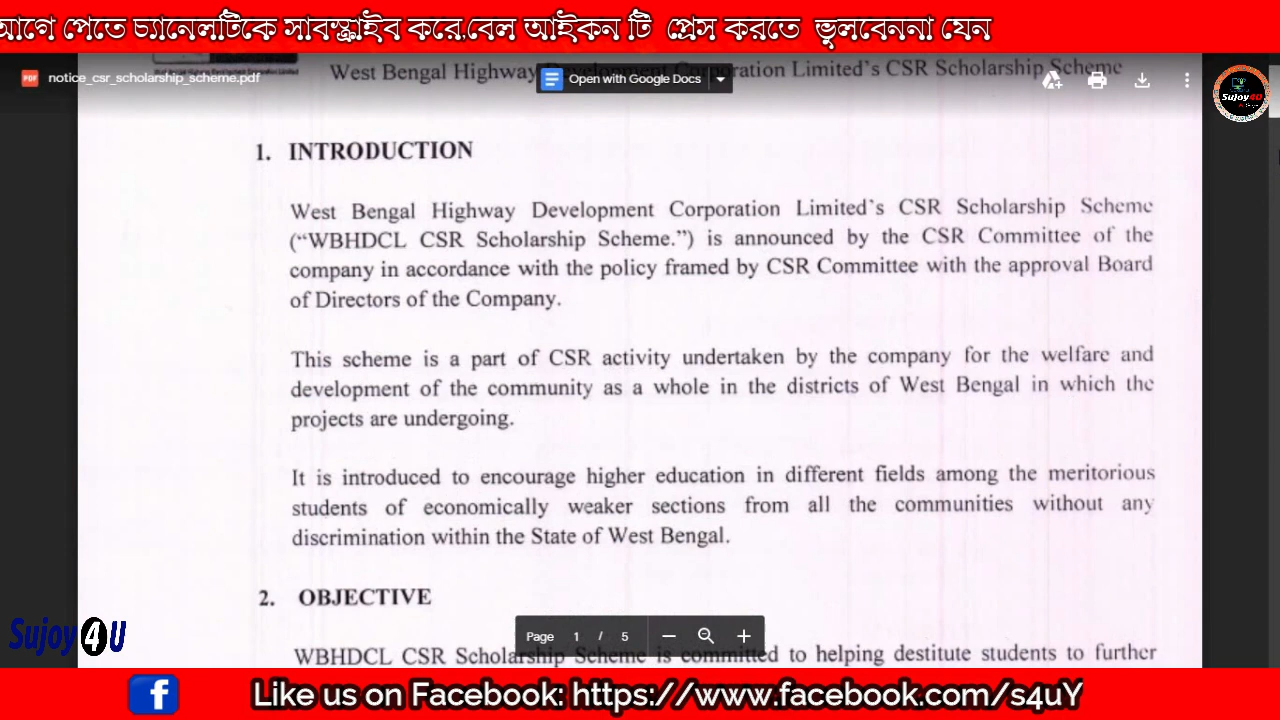 আগে পেতে চ্যানেলটিকে সাবস্ক্রাইব করে,বেল আইকন টি প্রেস করতে ভুলবেননা যেন
notice_csr_scholarship_scheme.pdf
West Bengal Highway Development Corporation Limited's CSR Scholarship Scheme
Open with Google Docs
Sujoy4U
1. INTRODUCTION
West Bengal Highway Development Corporation Limited's CSR Scholarship Scheme
("WBHDCL CSR Scholarship Scheme.") is announced by the CSR Committee of the
company in accordance with the policy framed by CSR Committee with the approval Board
of Directors of the Company.
This scheme is a part of CSR activity undertaken by the company for the welfare and
development of the community as a whole in the districts of West Bengal in which the
projects are undergoing.
It is introduced to encourage higher education in different fields among the meritorious
students of economically weaker sections from all the communities without any
discrimination within the State of West Bengal.
2. OBJECTIVE
Page 1 / 5
WBHDCL CSR Scholarship Scheme is committed to helping destitute students to further
Sujoy4U
Like us on Facebook: https://www.facebook.com/s4uY